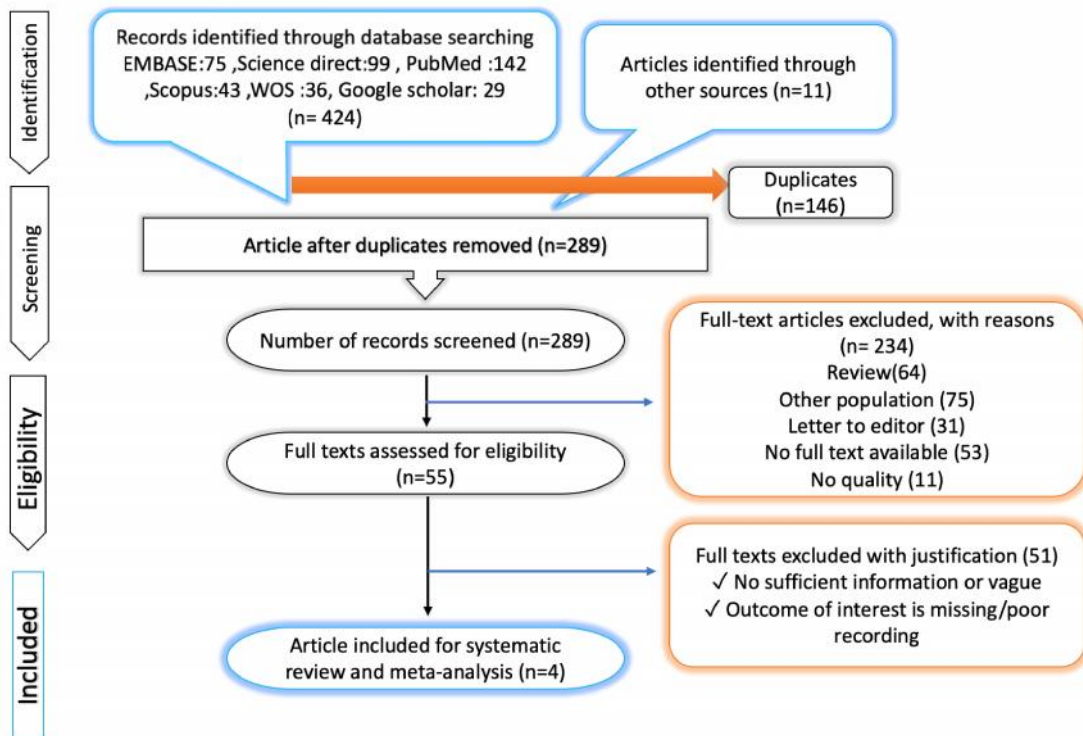 Identification
Records identified through database searching
EMBASE:75 ,Science direct:99 , PubMed :142
,Scopus:43 ,WOS :36, Google scholar: 29
(n= 424)
Articles identified through
other sources (n=11)
Duplicates
(n=146)
Screening
Article after duplicates removed (n=289)
Number of records screened (n=289)
Full-text articles excluded, with reasons
(n= 234)
Review(64)
Other population (75)
Letter to editor (31)
No full text available (53)
No quality (11)
Eligibility
Full texts assessed for eligibility
(n=55)
Full texts excluded with justification (51)
✓ No sufficient information or vague
✓ Outcome of interest is missing/poor
recording
Included
Article included for systematic
review and meta-analysis (n=4)